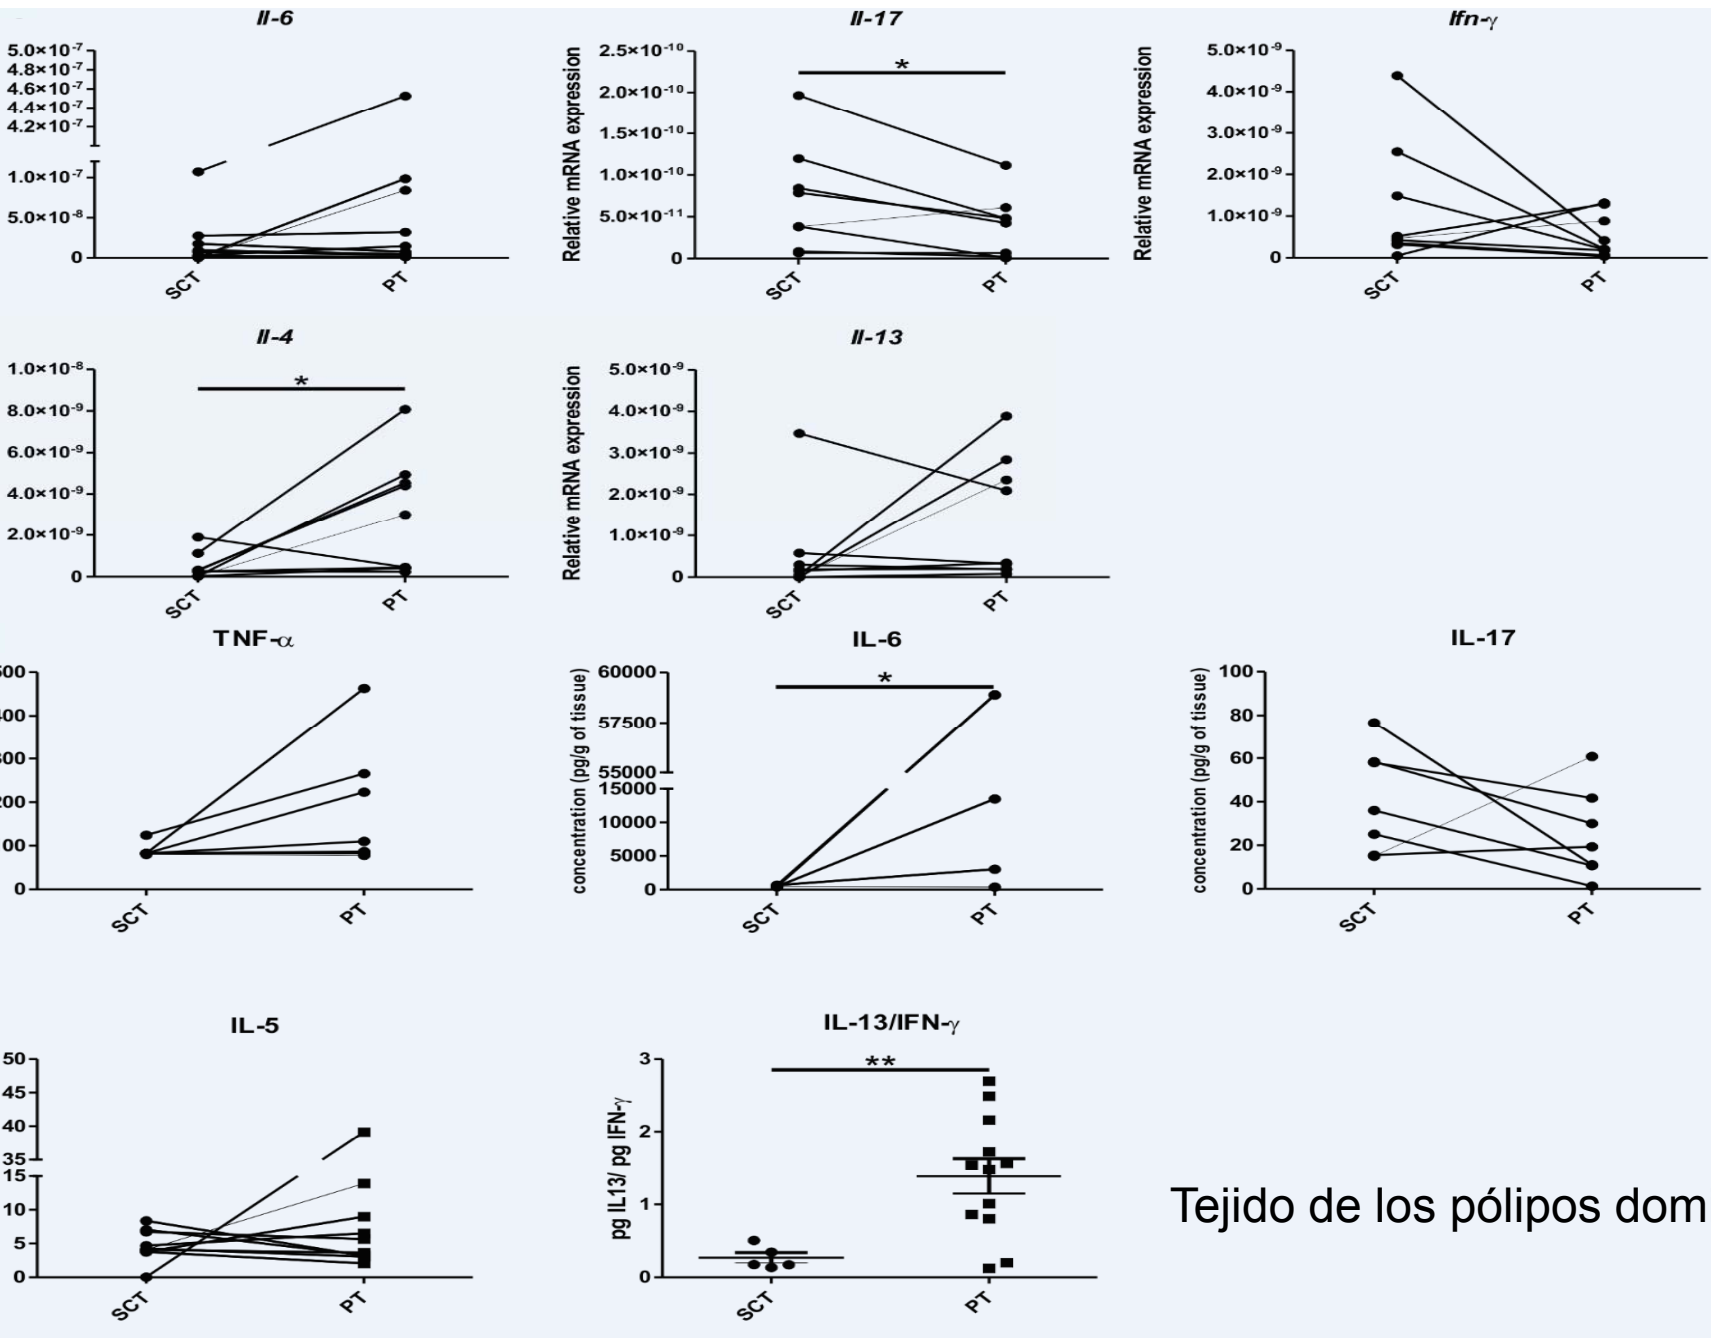 Il-6
5.0×10⁻⁷
4.8×10⁻⁷
4.6×10⁻⁷
4.4×10⁻⁷
4.2×10⁻⁷
1.0×10⁻⁷
5.0×10⁻⁸
0
SCT
PT
Il-17
Relative mRNA expression
2.5×10⁻¹⁰
2.0×10⁻¹⁰
1.5×10⁻¹⁰
1.0×10⁻¹⁰
5.0×10⁻¹¹
0
*
SCT
PT
Ifn-γ
Relative mRNA expression
5.0×10⁻⁹
4.0×10⁻⁹
3.0×10⁻⁹
2.0×10⁻⁹
1.0×10⁻⁹
0
SCT
PT
Il-4
1.0×10⁻⁸
8.0×10⁻⁹
6.0×10⁻⁹
4.0×10⁻⁹
2.0×10⁻⁹
0
*
SCT
PT
Il-13
Relative mRNA expression
5.0×10⁻⁹
4.0×10⁻⁹
3.0×10⁻⁹
2.0×10⁻⁹
1.0×10⁻⁹
0
SCT
PT
TNF-α
500
400
300
200
100
0
SCT
PT
IL-6
concentration (pg/g of tissue)
60000
57500
55000
15000
10000
5000
0
*
SCT
PT
IL-17
concentration (pg/g of tissue)
100
80
60
40
20
0
SCT
PT
IL-5
50
45
40
35
15
10
5
0
SCT
PT
IL-13/IFN-γ
pg IL13/ pg IFN-γ
3
2
1
0
**
SCT
PT
Tejido de los pólipos dom